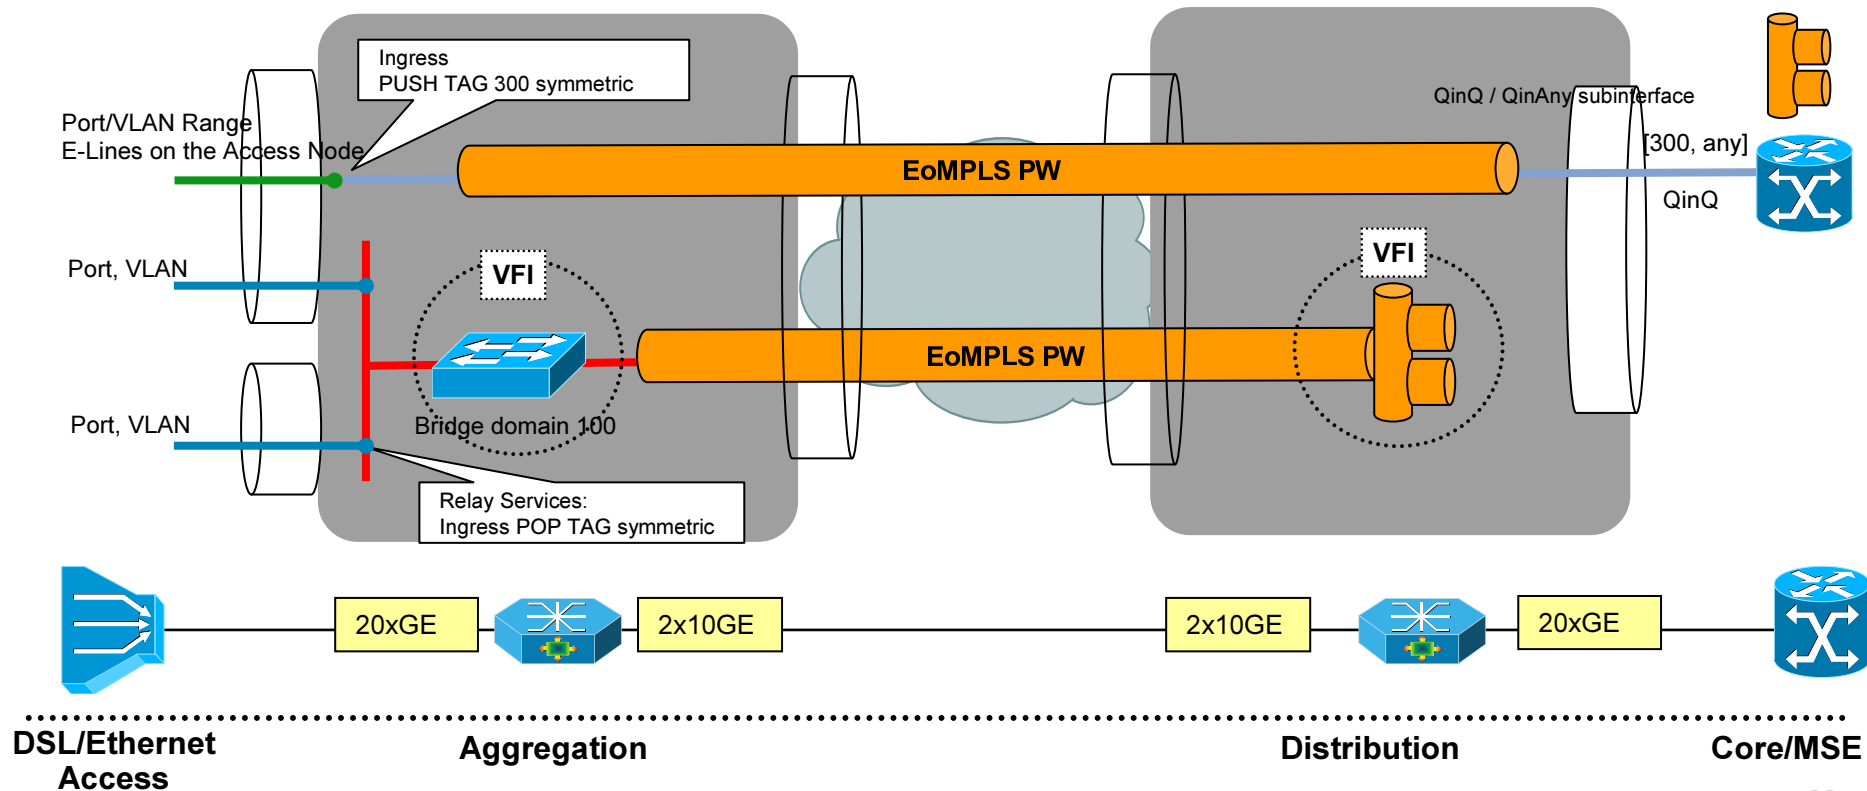 Ingress
PUSH TAG 300 symmetric
QinQ / QinAny subinterface
Port/VLAN Range
E-Lines on the Access Node
[300, any]
EoMPLS PW
QinQ
Port, VLAN
VFI
VFI
EoMPLS PW
Port, VLAN
Bridge domain 100
Relay Services:
Ingress POP TAG symmetric
20xGE
2x10GE
2x10GE
20xGE
DSL/Ethernet
Access
Aggregation
Distribution
Core/MSE